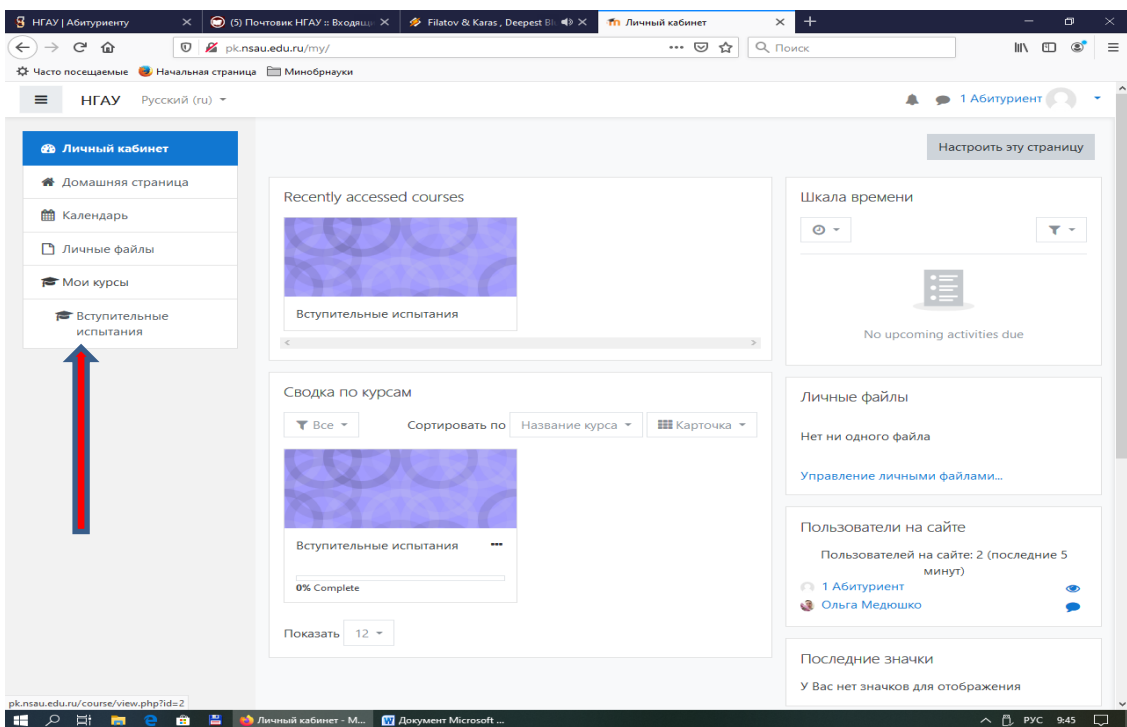 НГАУ | Абитуриенту
(5) Почтовик НГАУ :: Входящи
Filatov & Karas , Deepest Bl
Личный кабинет
pk.nsau.edu.ru/my/
Поиск
Часто посещаемые
Начальная страница
Минобрнауки
НГАУ
Русский (ru)
1 Абитуриент
Личный кабинет
Домашняя страница
Календарь
Личные файлы
Мои курсы
Вступительные
испытания
Настроить эту страницу
Recently accessed courses
Вступительные испытания
Сводка по курсам
Все
Сортировать по
Название курса
Карточка
Вступительные испытания
0% Complete
Показать 12
Шкала времени
No upcoming activities due
Личные файлы
Нет ни одного файла
Управление личными файлами...
Пользователи на сайте
Пользователей на сайте: 2 (последние 5
минут)
1 Абитуриент
Ольга Медюшко
Последние значки
У Вас нет значков для отображения
pk.nsau.edu.ru/course/view.php?id=2
Личный кабинет - M...
Документ Microsoft ...
РУС
9:45